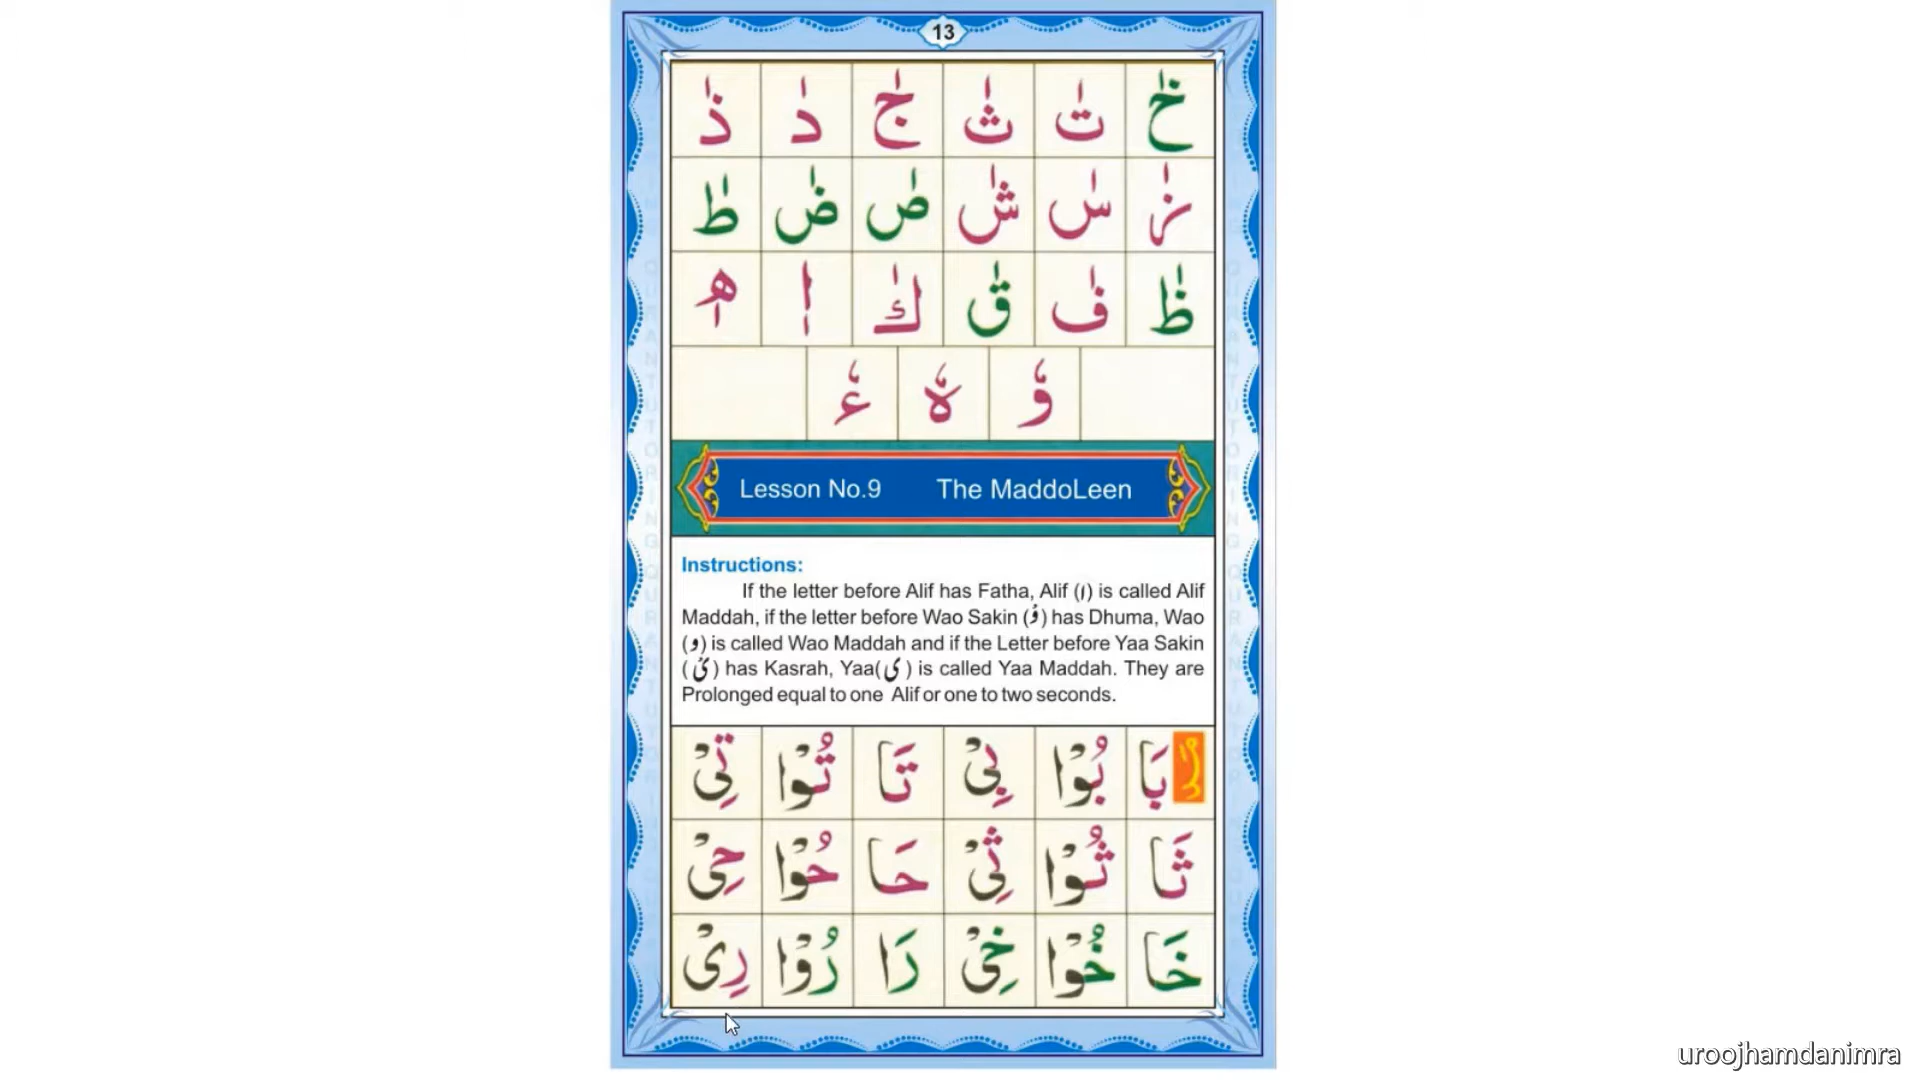 13
خٰ تٰ ثٰ جٰ دٰ ذٰ
زٰ سٰ شٰ صٰ ضٰ طٰ
ظٰ فٰ قٰ كٰ اٖ هٖ
وٗ هٗ ءٗ
Lesson No.9 The MaddoLeen
Instructions:
If the letter before Alif has Fatha, Alif (ا) is called Alif
Maddah, if the letter before Wao Sakin (وُ) has Dhuma, Wao
(و) is called Wao Maddah and if the Letter before Yaa Sakin
(یُ) has Kasrah, Yaa(ی) is called Yaa Maddah. They are
Prolonged equal to one Alif or one to two seconds.
بَا بُوْا بِیْ تَا تُوْا تِیْ
ثَا ثُوْا ثِیْ حَا حُوْا حِیْ
خَا خُوْا خِیْ رَا رُوْا رِیْ
uroojhamdanimra